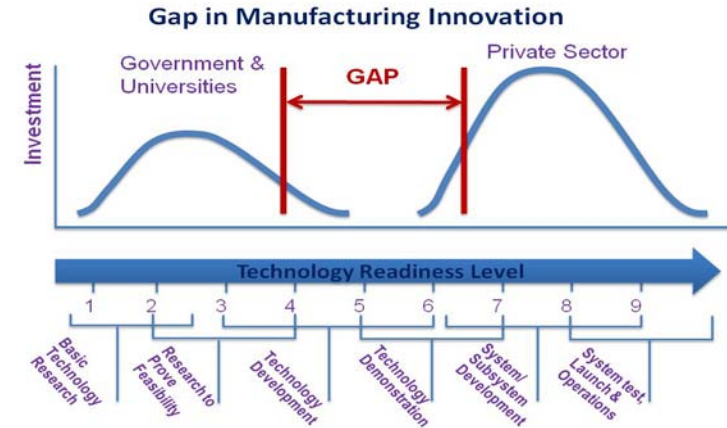 Gap in Manufacturing Innovation
Government &
Universities
GAP
Private Sector
Investment
Technology Readiness Level
1 2 3 4 5 6 7 8 9
Basic
Technology
Research
Research to
Prove
Feasibility
Technology
Development
Technology
Demonstration
System/
Subsystem
Development
System test,
Launch &
Operations